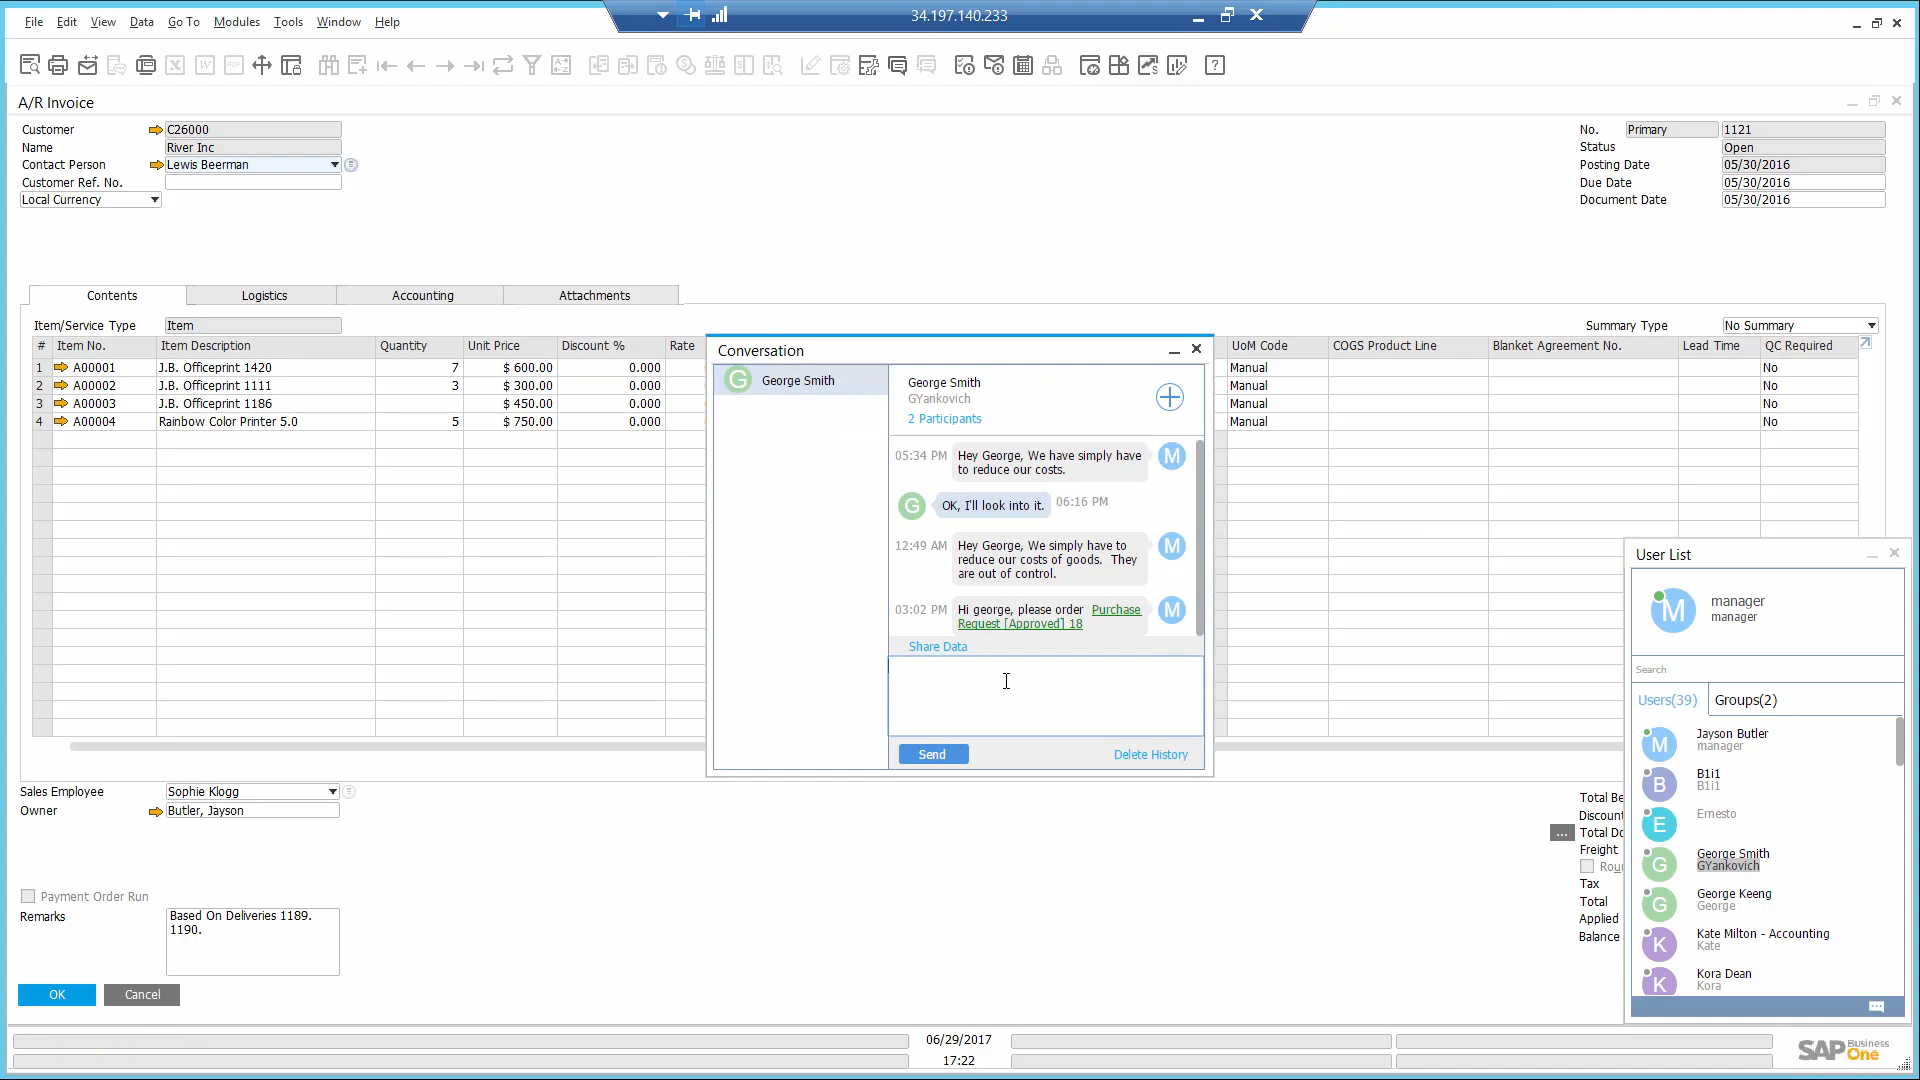 34.197.140.233
File Edit View Data Go To Modules Tools Window Help
A/R Invoice
Customer C26000
Name River Inc
Contact Person Lewis Beerman
Customer Ref. No.
Local Currency
No. Primary 1121
Status Open
Posting Date 05/30/2016
Due Date 05/30/2016
Document Date 05/30/2016
Contents Logistics Accounting Attachments
Item/Service Type Item
Summary Type No Summary
# Item No. Item Description Quantity Unit Price Discount % Rate UoM Code COGS Product Line Blanket Agreement No. Lead Time QC Required
1 A00001 J.B. Officeprint 1420 7 $ 600.00 0.000 Manual No
2 A00002 J.B. Officeprint 1111 3 $ 300.00 0.000 Manual No
3 A00003 J.B. Officeprint 1186 $ 450.00 0.000 Manual No
4 A00004 Rainbow Color Printer 5.0 5 $ 750.00 0.000 Manual No
Conversation
G George Smith
George Smith
GYankovich
2 Participants
05:34 PM Hey George, We have simply have M
to reduce our costs.
G OK, I'll look into it. 06:16 PM
12:49 AM Hey George, We simply have to M
reduce our costs of goods. They
are out of control.
03:02 PM Hi george, please order Purchase M
Request [Approved] 18
Share Data
Send Delete History
User List
M manager
manager
Search
Users(39) Groups(2)
M Jayson Butler
manager
B B1i1
B1i1
E Ernesto
G George Smith
GYankovich
G George Keeng
George
K Kate Milton - Accounting
Kate
K Kora Dean
Kora
Sales Employee Sophie Klogg
Owner Butler, Jayson
Payment Order Run
Remarks Based On Deliveries 1189.
1190.
Total Be
Discount
... Total Do
Freight
Rou
Tax
Total
Applied
Balance
OK Cancel
06/29/2017
17:22
SAP Business One